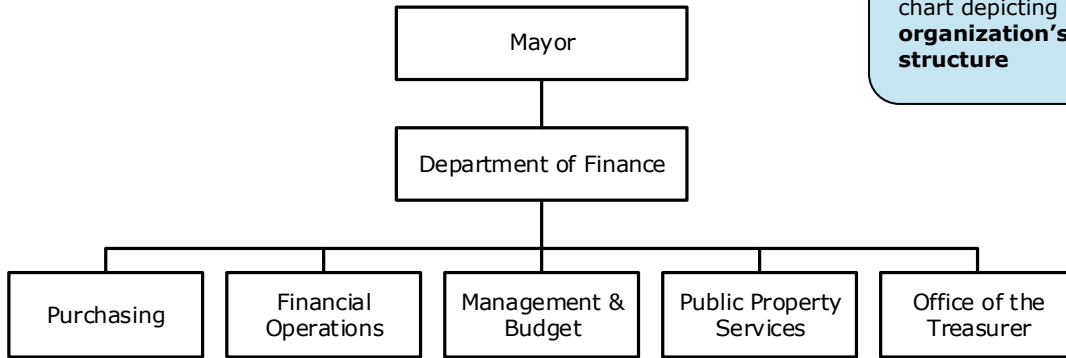 chart depicting
organization's
structure
Mayor
Department of Finance
Purchasing
Financial
Operations
Management &
Budget
Public Property
Services
Office of the
Treasurer